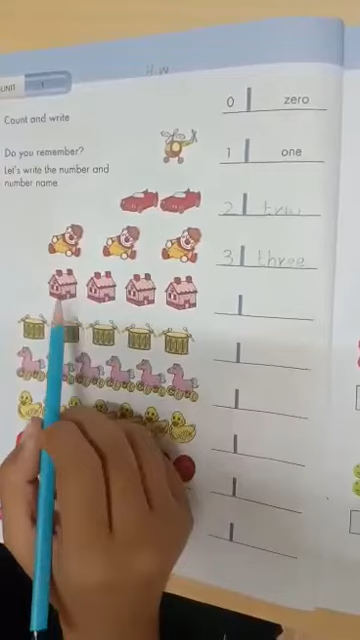 H.W
UNIT 1
Count and write
Do you remember?
Let's write the number and
number name
0 zero
1 one
2
3 three